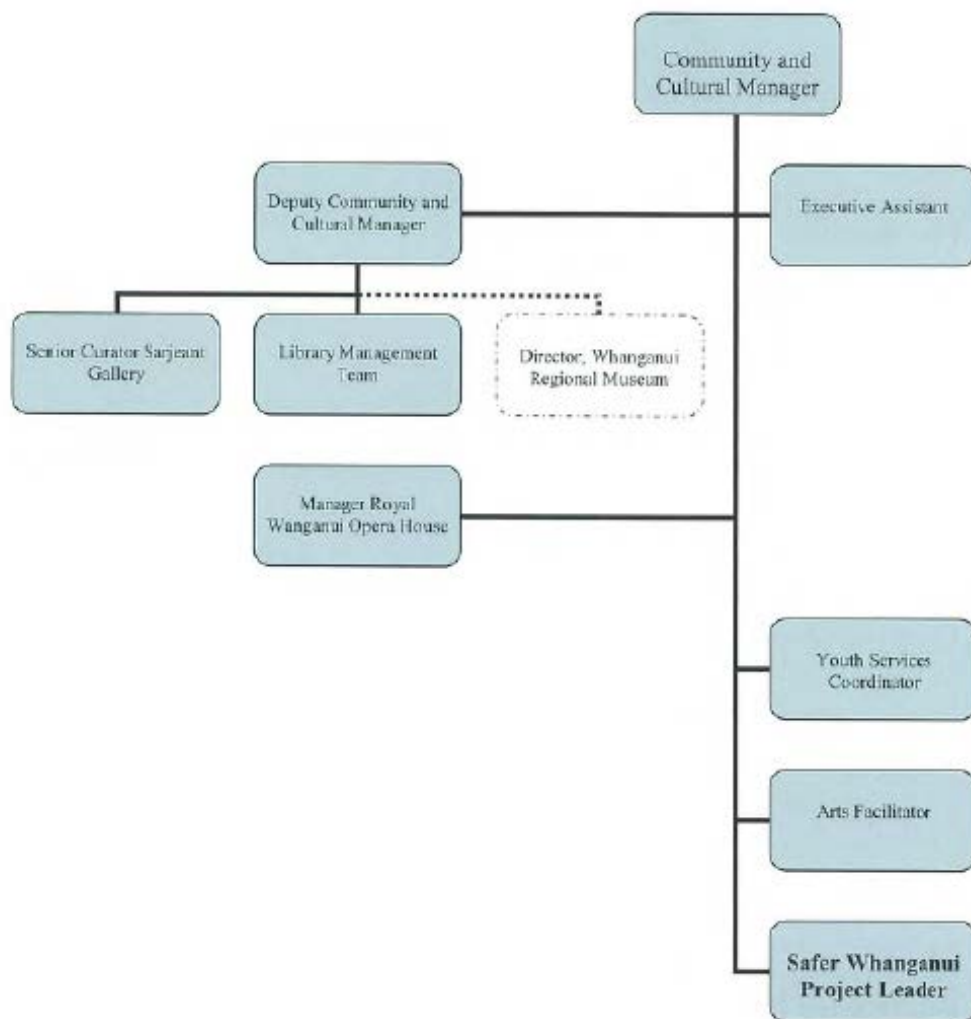 Community and
Cultural Manager
Deputy Community and
Cultural Manager
Executive Assistant
Senior Curator Sarjeant
Gallery
Library Management
Team
Director, Whanganui
Regional Museum
Manager Royal
Wanganui Opera House
Youth Services
Coordinator
Arts Facilitator
Safer Whanganui
Project Leader